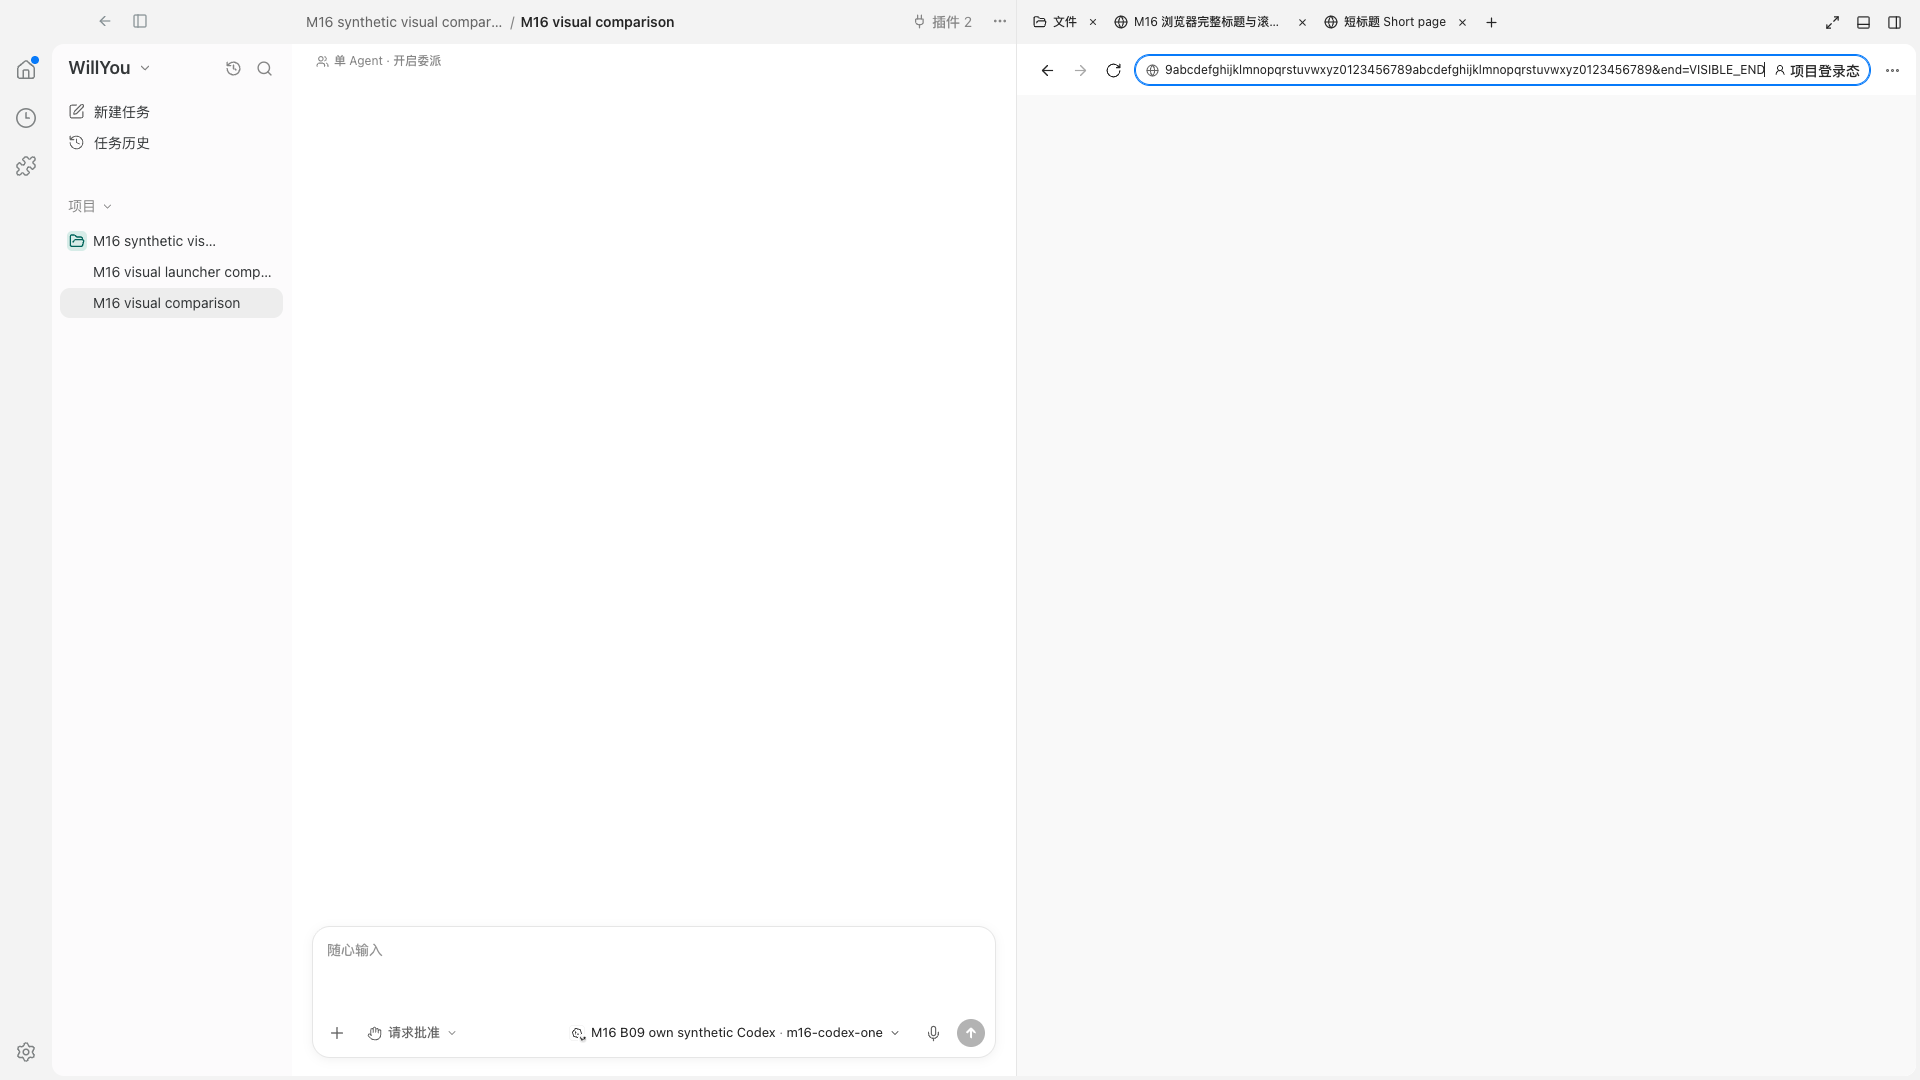 M16 synthetic visual compar... / M16 visual comparison
插件 2
文件
M16 浏览器完整标题与滚...
短标题 Short page
WillYou
单 Agent · 开启委派
9abcdefghijklmnopqrstuvwxyz0123456789abcdefghijklmnopqrstuvwxyz0123456789&end=VISIBLE_END
项目登录态
新建任务
任务历史
项目
M16 synthetic vis...
M16 visual launcher comp...
M16 visual comparison
随心输入
请求批准
M16 B09 own synthetic Codex · m16-codex-one